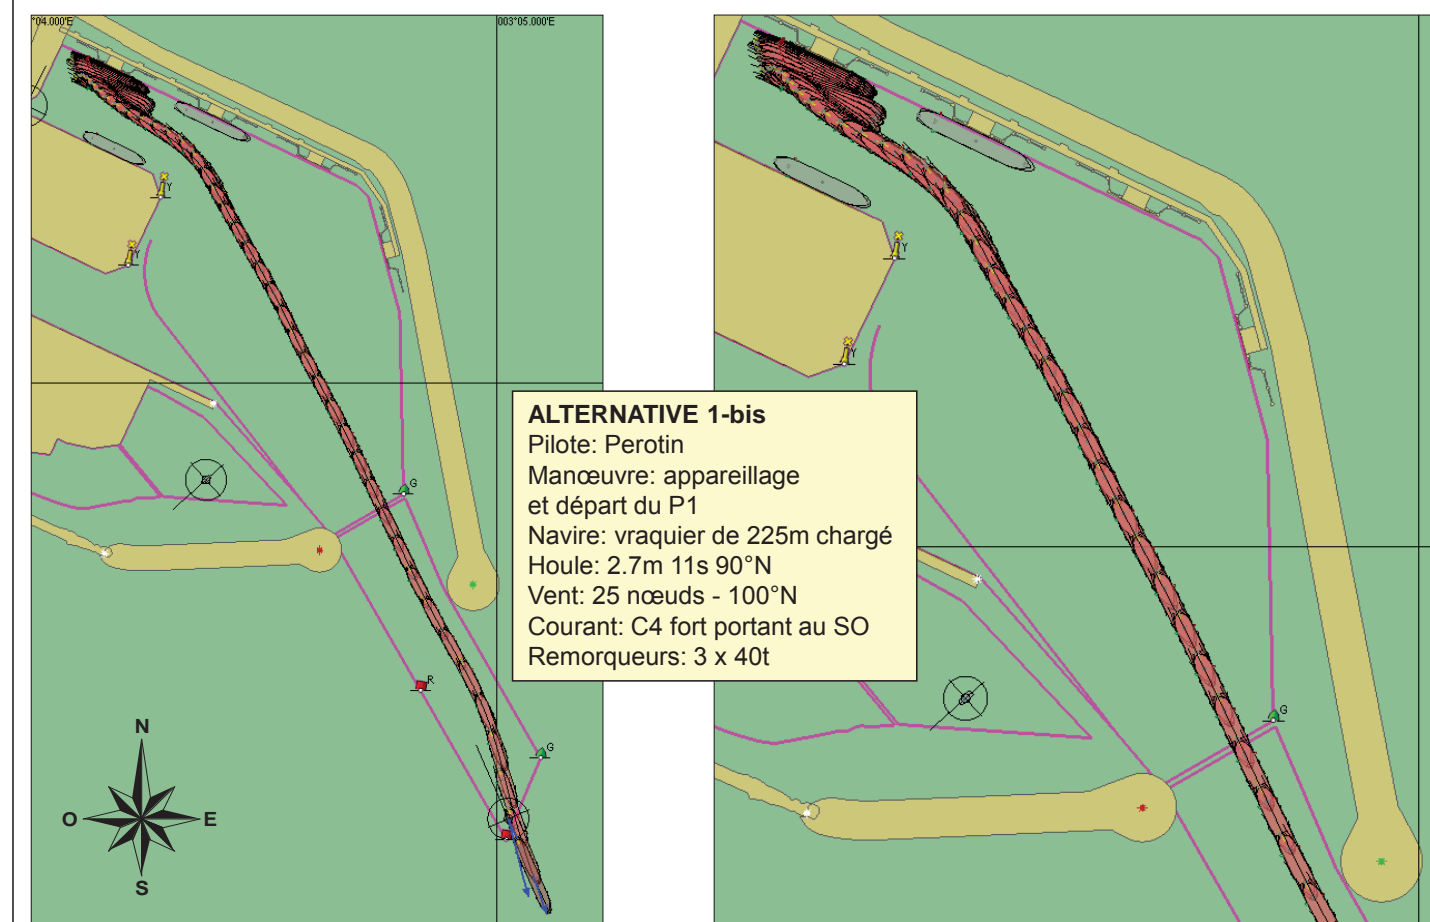 °04.000'E
003°05.000'E
Y
Y
G
R
G
N
O
E
S
ALTERNATIVE 1-bis
Pilote: Perotin
Manœuvre: appareillage
et départ du P1
Navire: vraquier de 225m chargé
Houle: 2.7m 11s 90°N
Vent: 25 nœuds - 100°N
Courant: C4 fort portant au SO
Remorqueurs: 3 x 40t
Y
Y
G